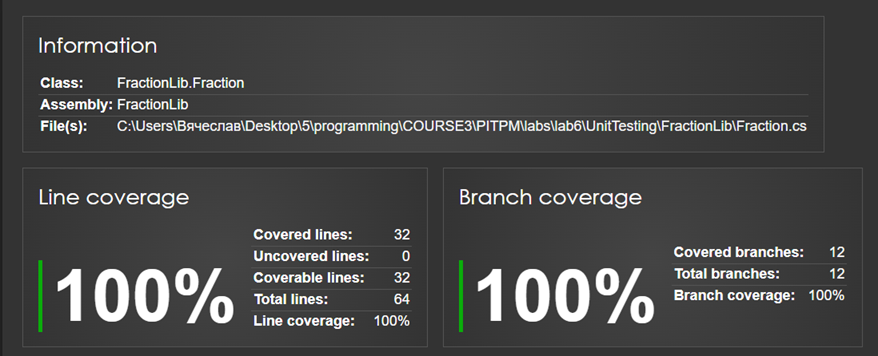 Information
Class: FractionLib.Fraction
Assembly: FractionLib
File(s): C:\Users\Вячеслав\Desktop\5\programming\COURSE3\PITPM\labs\lab6\UnitTesting\FractionLib\Fraction.cs
Line coverage
100%
Covered lines: 32
Uncovered lines: 0
Coverable lines: 32
Total lines: 64
Line coverage: 100%
Branch coverage
100%
Covered branches: 12
Total branches: 12
Branch coverage: 100%